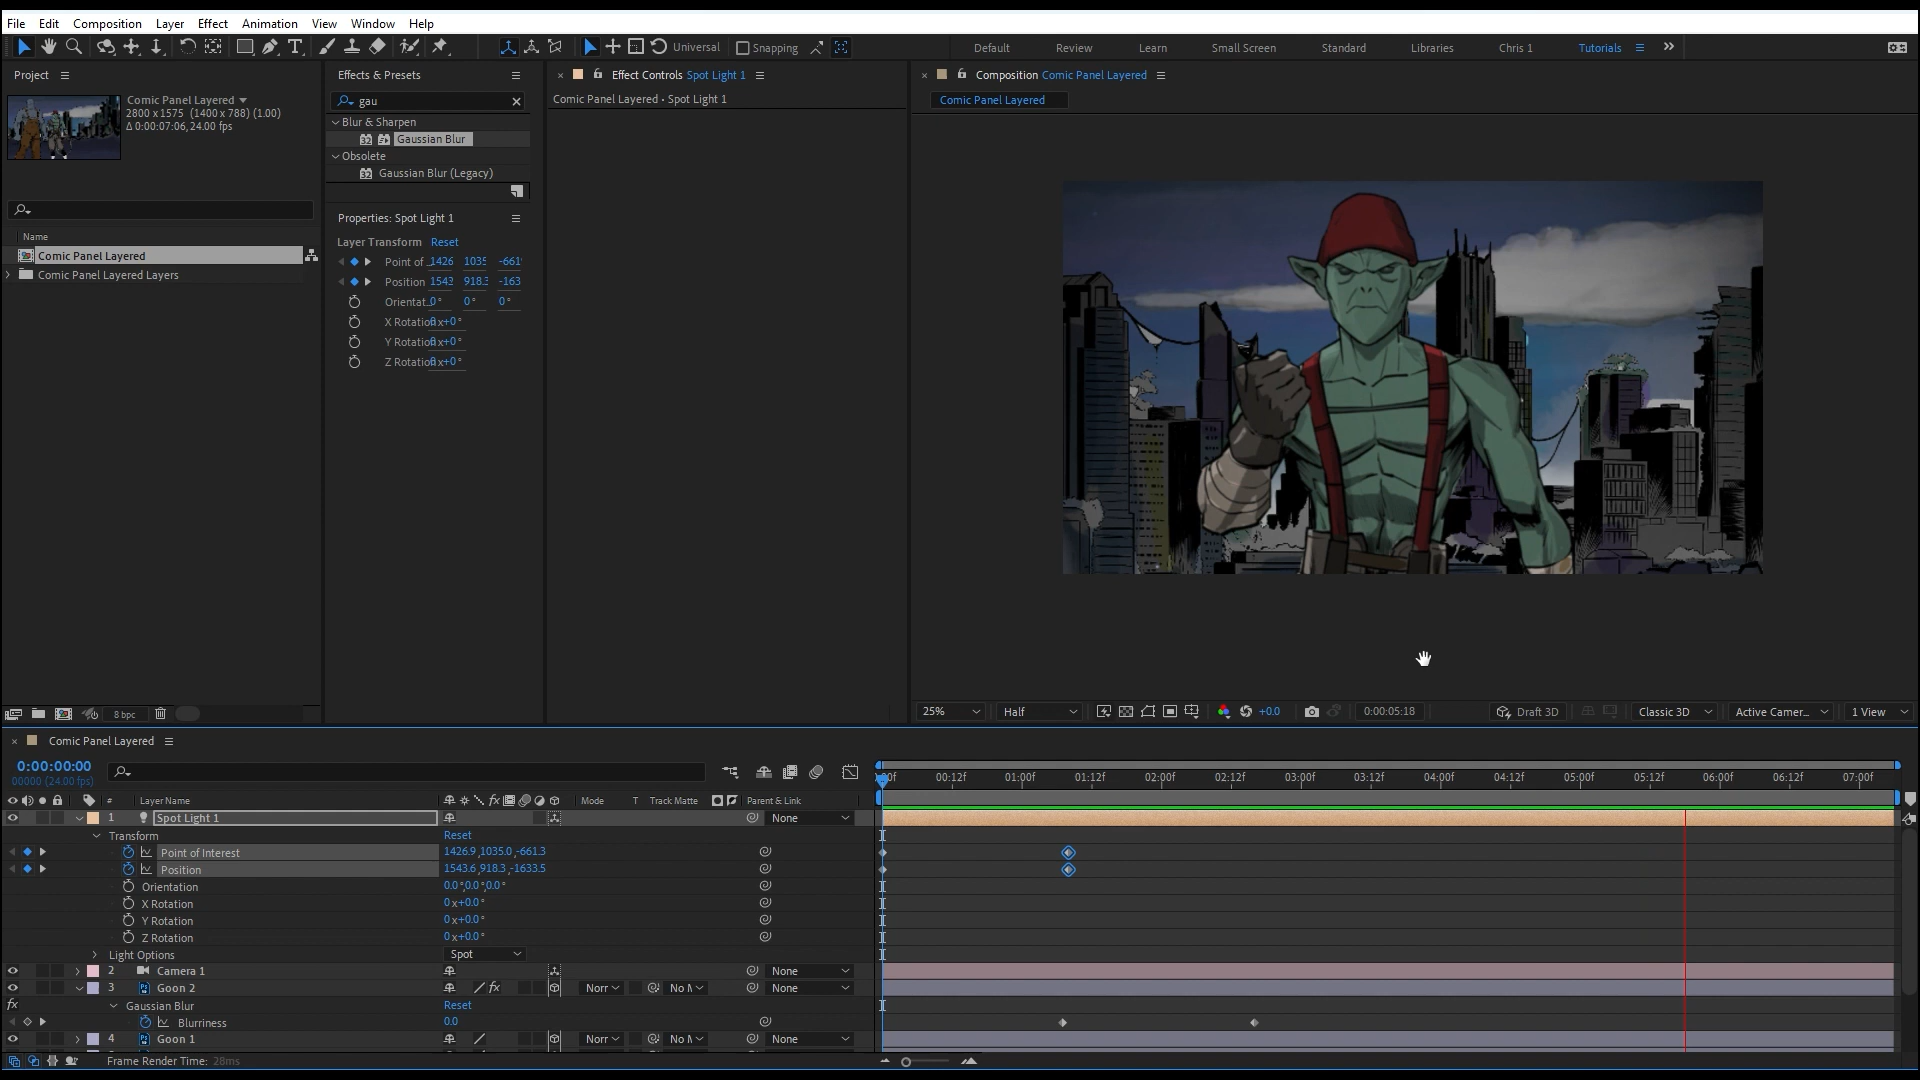 File Edit Composition Layer Effect Animation View Window Help
Universal Snapping Default Review Learn Small Screen Standard Libraries Chris 1 Tutorials
Project
Comic Panel Layered
2800 x 1575 (1400 x 788) (1.00)
Δ 0:00:07:06, 24.00 fps
Name
Comic Panel Layered
Comic Panel Layered Layers
8 bpc
Effects & Presets
gau
Blur & Sharpen
Gaussian Blur
Obsolete
Gaussian Blur (Legacy)
Properties: Spot Light 1
Layer Transform Reset
Point of 1426 1035 -661
Position 1543 918.3 -163
Orientat 0° 0° 0°
X Rotation x+0°
Y Rotation x+0°
Z Rotation x+0°
Effect Controls Spot Light 1
Comic Panel Layered • Spot Light 1
Composition Comic Panel Layered
Comic Panel Layered
25% Half +0.0 0:00:05:18 Draft 3D Classic 3D Active Camer... 1 View
Comic Panel Layered
0:00:00:00
00000 (24.00 fps)
00f 00:12f 01:00f 01:12f 02:00f 02:12f 03:00f 03:12f 04:00f 04:12f 05:00f 05:12f 06:00f 06:12f 07:00f
# Layer Name Mode T Track Matte Parent & Link
1 Spot Light 1 None
Transform Reset
Point of Interest 1426.9,1035.0,-661.3
Position 1543.6,918.3,-1633.5
Orientation 0.0°,0.0°,0.0°
X Rotation 0x+0.0°
Y Rotation 0x+0.0°
Z Rotation 0x+0.0°
Light Options Spot
2 Camera 1 None
3 Goon 2 fx Norr No M None
fx Gaussian Blur Reset
Blurriness 0.0
4 Goon 1 Norr No M None
Frame Render Time: 28ms